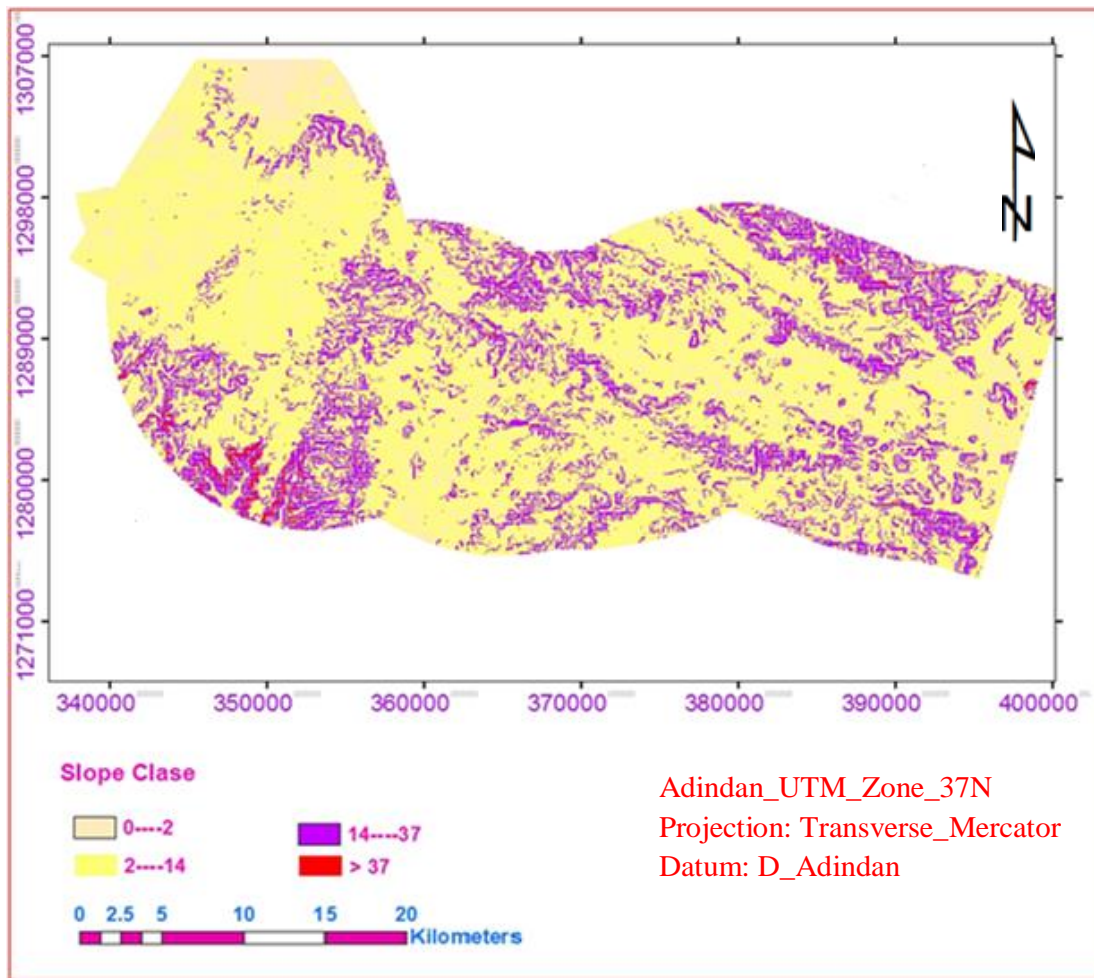 1307000
1298000
1289000
1280000
1271000
N
340000 350000 360000 370000 380000 390000 400000
Slope Clase
0----2
14----37
2----14
> 37
0 2.5 5 10 15 20
Kilometers
Adindan_UTM_Zone_37N
Projection: Transverse_Mercator
Datum: D_Adindan